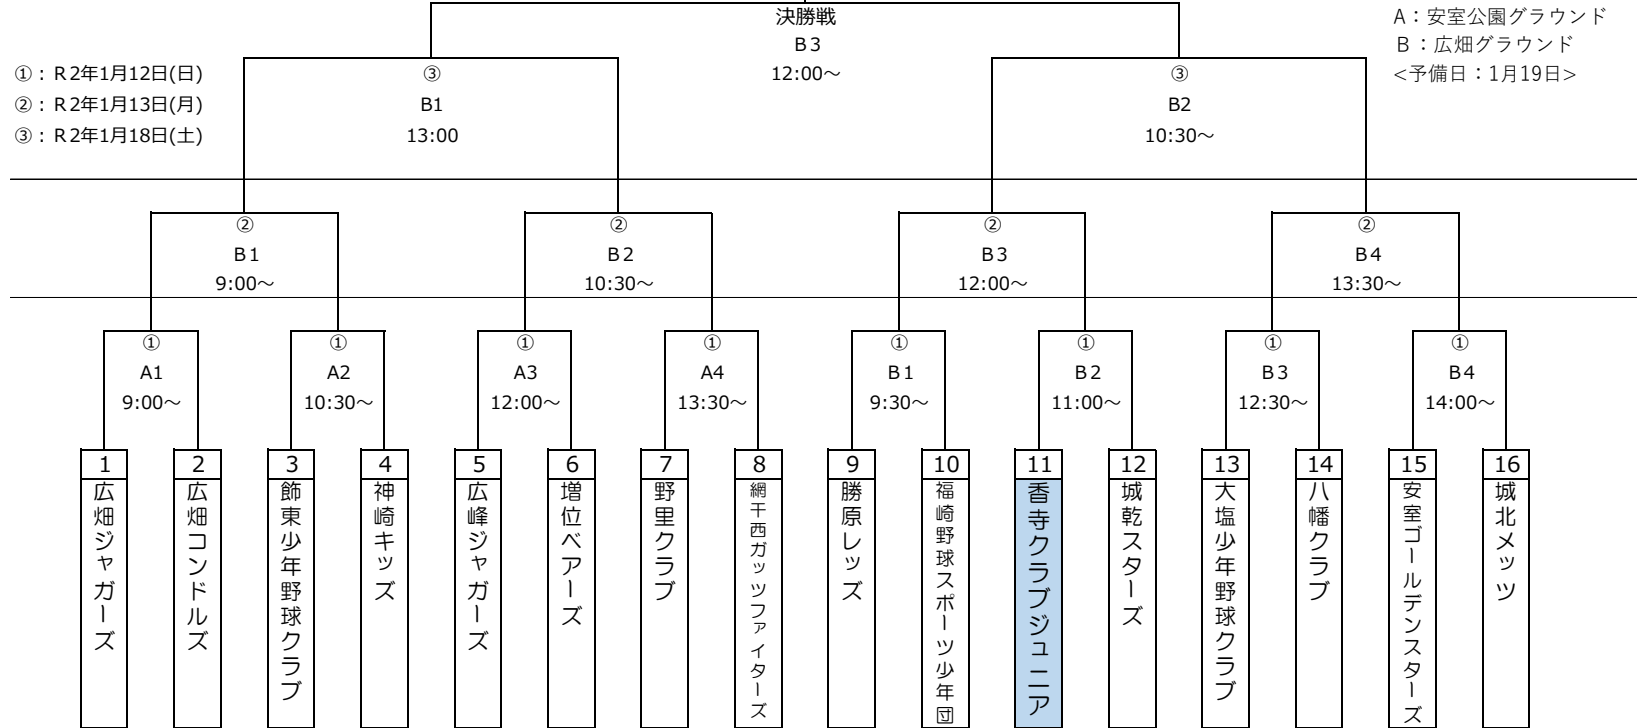 決勝戦
B3
12:00～
A：安室公園グラウンド
B：広畑グラウンド
<予備日：1月19日>
①：R2年1月12日(日)
②：R2年1月13日(月)
③：R2年1月18日(土)
③
B1
13:00
③
B2
10:30～
②
B1
9:00～
②
B2
10:30～
②
B3
12:00～
②
B4
13:30～
①
A1
9:00～
①
A2
10:30～
①
A3
12:00～
①
A4
13:30～
①
B1
9:30～
①
B2
11:00～
①
B3
12:30～
①
B4
14:00～
1
広畑ジャガーズ
2
広畑コンドルズ
3
飾東少年野球クラブ
4
神崎キッズ
5
広峰ジャガーズ
6
増位ベアーズ
7
野里クラブ
8
網干西ガッツファイターズ
9
勝原レッズ
10
福崎野球スポーツ少年団
11
香寺クラブジュニア
12
城乾スターズ
13
大塩少年野球クラブ
14
八幡クラブ
15
安室ゴールデンスターズ
16
城北メッツ